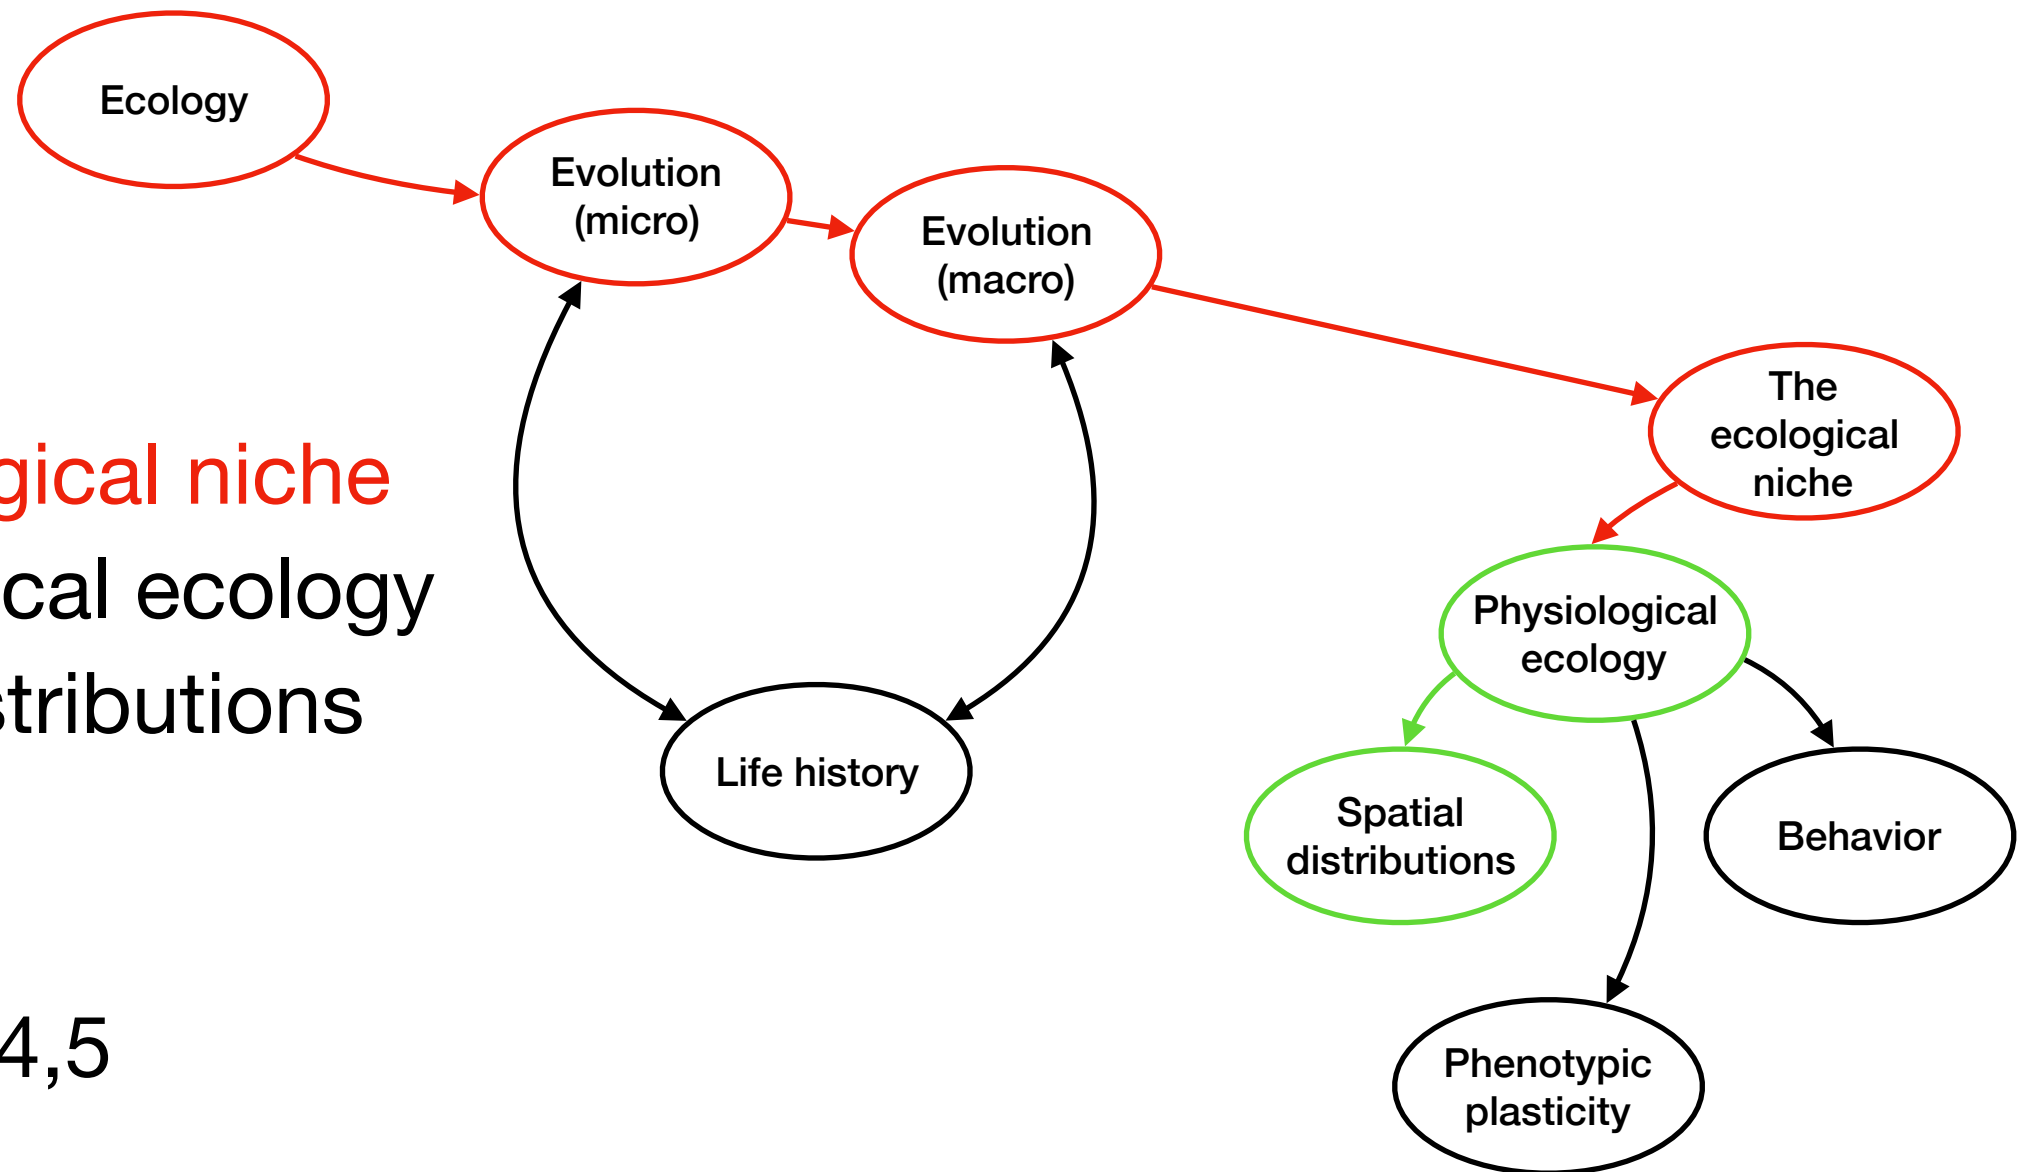 Ecology
Evolution
(micro)
Evolution
(macro)
The
ecological
niche
gical niche
cal ecology
stributions
4,5
Physiological
ecology
Life history
Spatial
distributions
Behavior
Phenotypic
plasticity